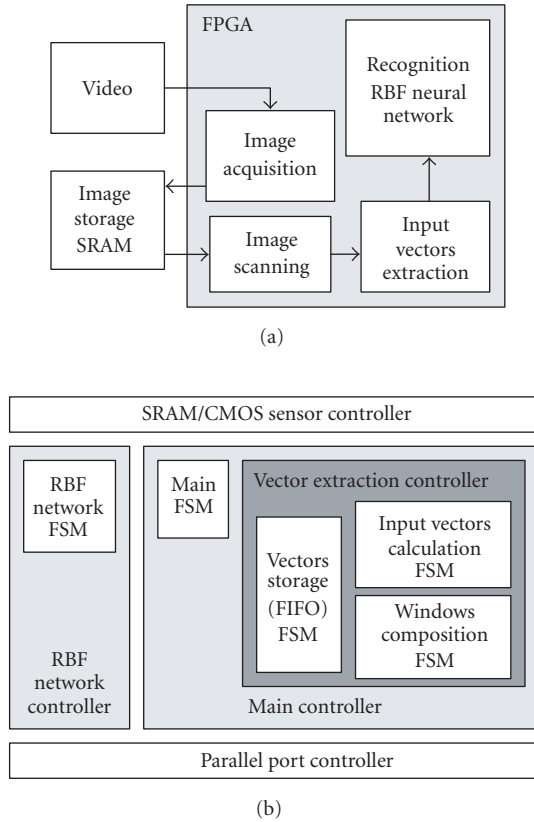 FPGA
Video
Recognition
RBF neural
network
Image
acquisition
Image
storage
SRAM
Image
scanning
Input
vectors
extraction
(a)
SRAM/CMOS sensor controller
RBF
network
FSM
RBF
network
controller
Main
FSM
Vector extraction controller
Vectors
storage
(FIFO)
FSM
Input vectors
calculation
FSM
Windows
composition
FSM
Main controller
Parallel port controller
(b)